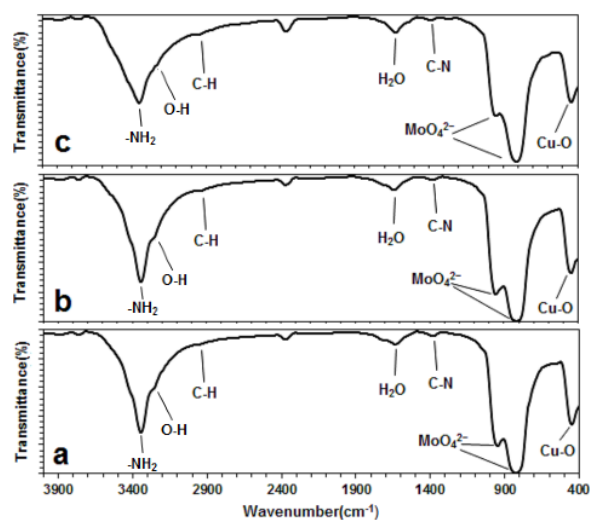 Transmittance(%)
c
-NH₂
O-H
C-H
H₂O
C-N
MoO₄²⁻
Cu-O
Transmittance(%)
b
-NH₂
O-H
C-H
H₂O
C-N
MoO₄²⁻
Cu-O
Transmittance(%)
a
-NH₂
O-H
C-H
H₂O
C-N
MoO₄²⁻
Cu-O
3900 3400 2900 2400 1900 1400 900 400
Wavenumber(cm⁻¹)